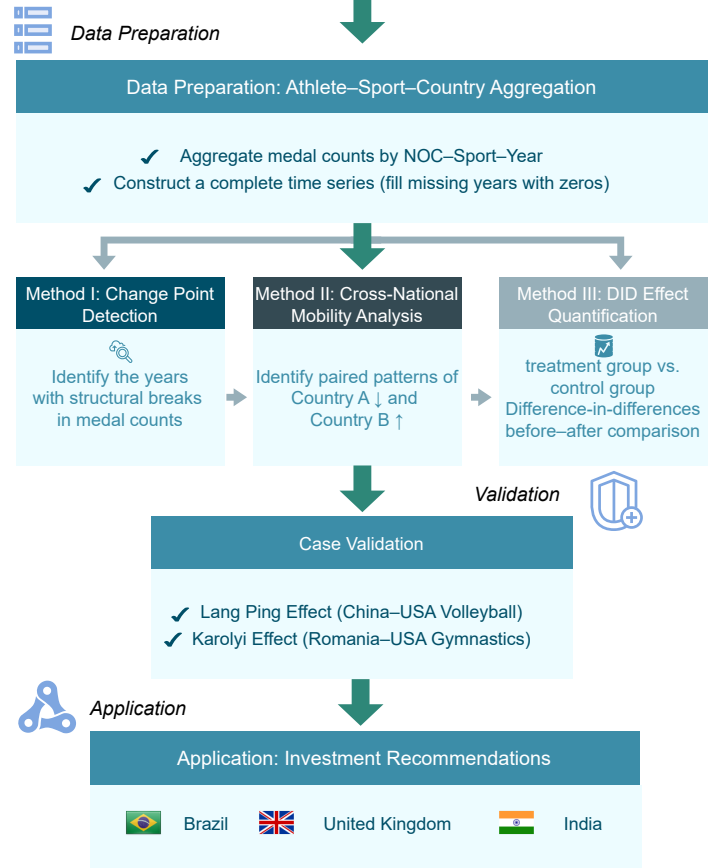 Data Preparation
Data Preparation: Athlete–Sport–Country Aggregation
Aggregate medal counts by NOC–Sport–Year
Construct a complete time series (fill missing years with zeros)
Method I: Change Point
Detection
Identify the years
with structural breaks
in medal counts
Method II: Cross-National
Mobility Analysis
Identify paired patterns of
Country A ↓ and
Country B ↑
Method III: DID Effect
Quantification
treatment group vs.
control group
Difference-in-differences
before–after comparison
Validation
Case Validation
Lang Ping Effect (China–USA Volleyball)
Karolyi Effect (Romania–USA Gymnastics)
Application
Application: Investment Recommendations
Brazil
United Kingdom
India